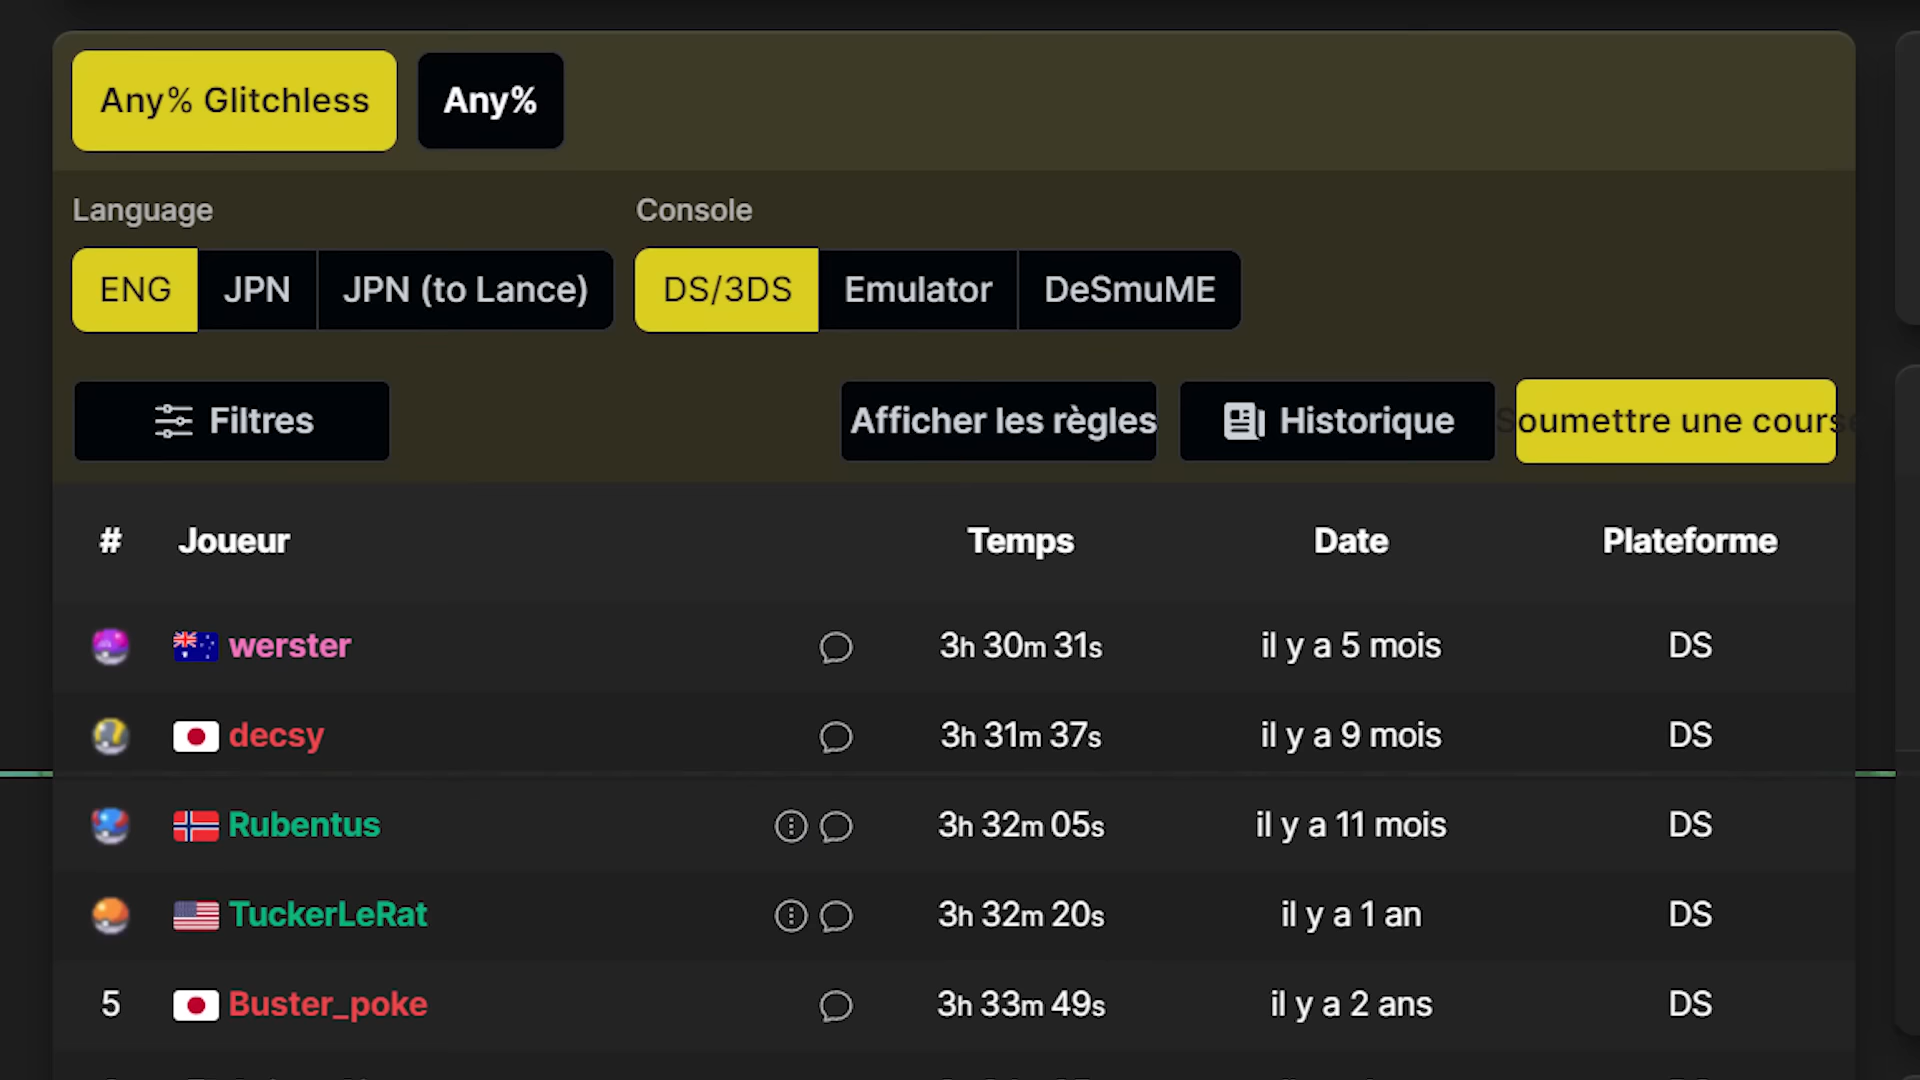 Any% Glitchless Any%
Language Console
ENG JPN JPN (to Lance) DS/3DS Emulator DeSmuME
Filtres Afficher les règles Historique Soumettre une course
# Joueur Temps Date Plateforme
werster 3h 30m 31s il y a 5 mois DS
decsy 3h 31m 37s il y a 9 mois DS
Rubentus 3h 32m 05s il y a 11 mois DS
TuckerLeRat 3h 32m 20s il y a 1 an DS
5 Buster_poke 3h 33m 49s il y a 2 ans DS